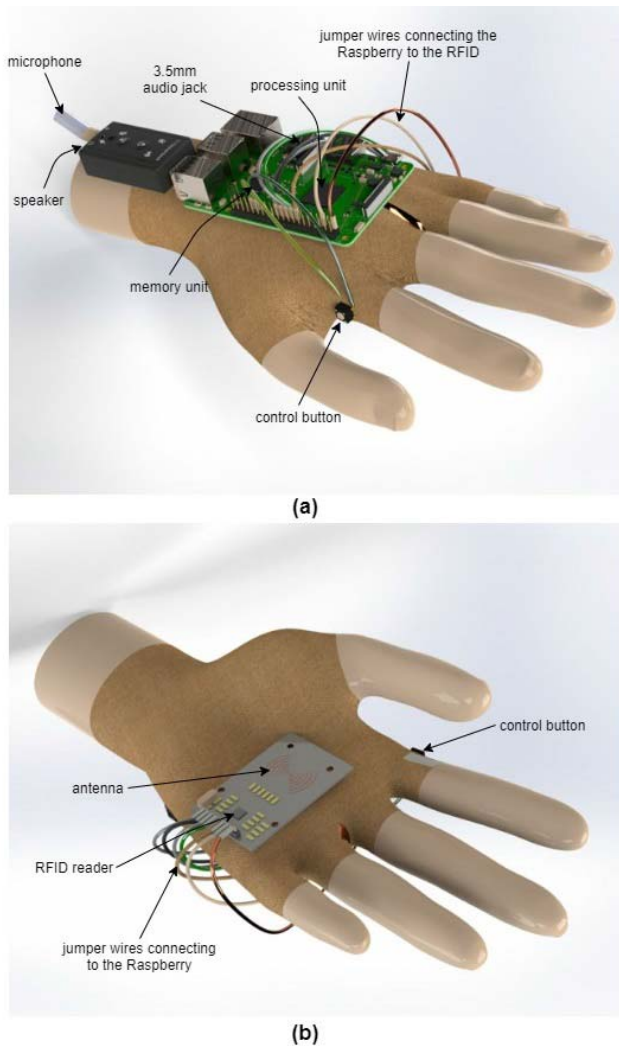 jumper wires connecting the
Raspberry to the RFID
microphone
3.5mm
audio jack
processing unit
speaker
memory unit
control button
(a)
control button
antenna
RFID reader
jumper wires connecting
to the Raspberry
(b)